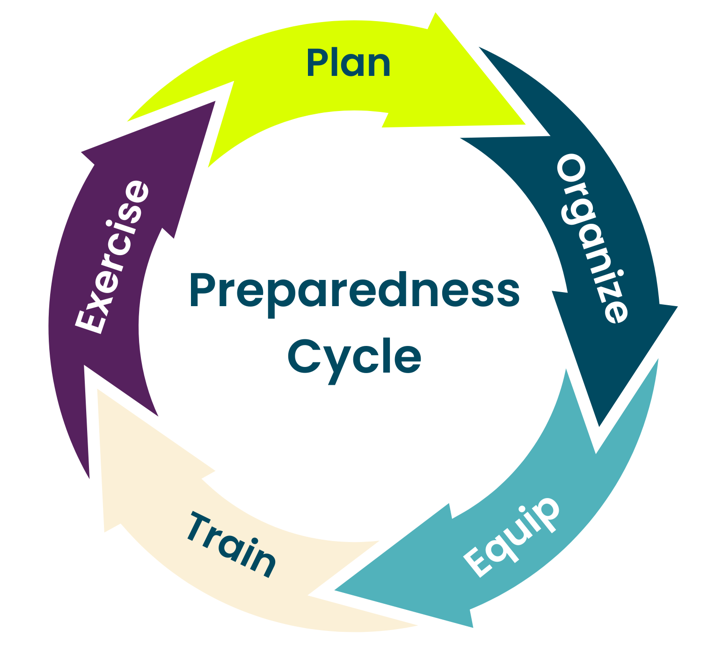 Plan
Organize
Equip
Train
Exercise
Preparedness
Cycle